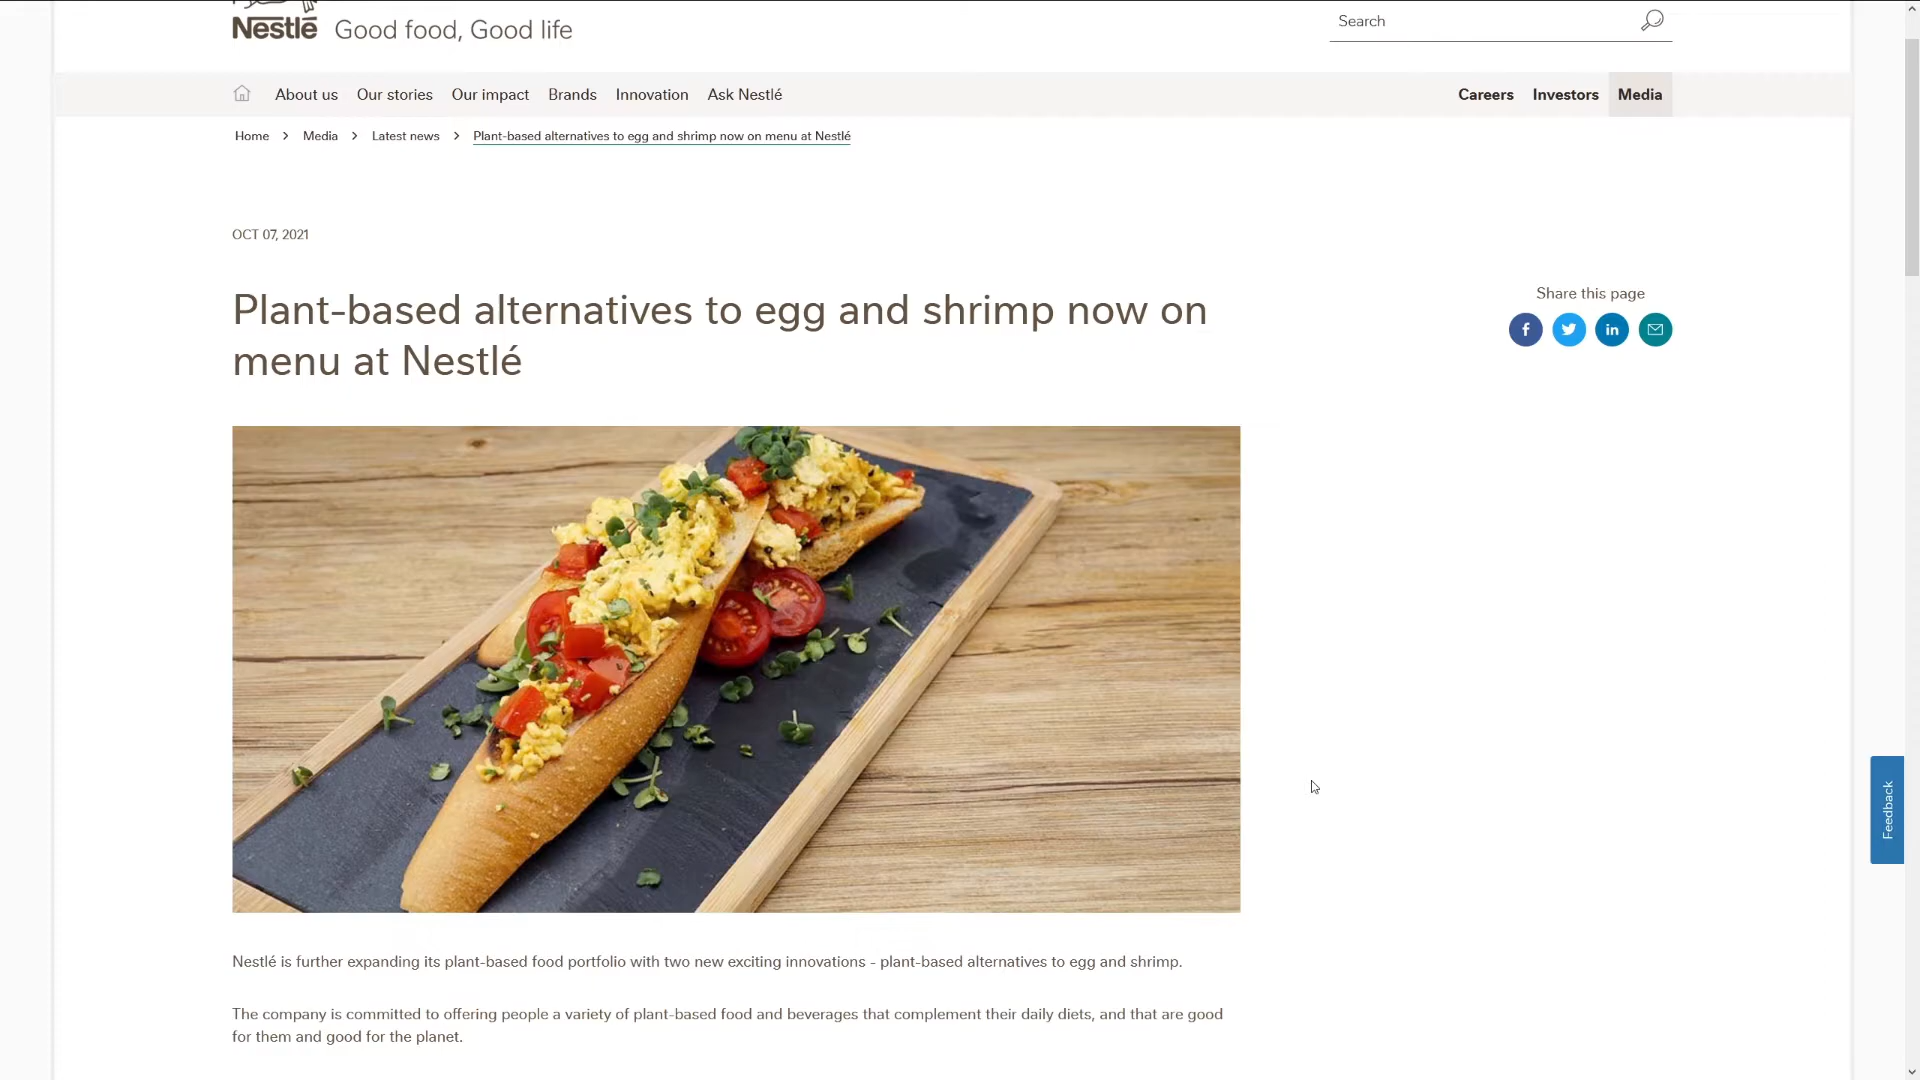 Nestlé Good food, Good life
Search
About us Our stories Our impact Brands Innovation Ask Nestlé Careers Investors Media
Home > Media > Latest news > Plant-based alternatives to egg and shrimp now on menu at Nestlé
OCT 07, 2021
Plant-based alternatives to egg and shrimp now on
menu at Nestlé
Share this page
f in
Feedback
Nestlé is further expanding its plant-based food portfolio with two new exciting innovations - plant-based alternatives to egg and shrimp.
The company is committed to offering people a variety of plant-based food and beverages that complement their daily diets, and that are good
for them and good for the planet.